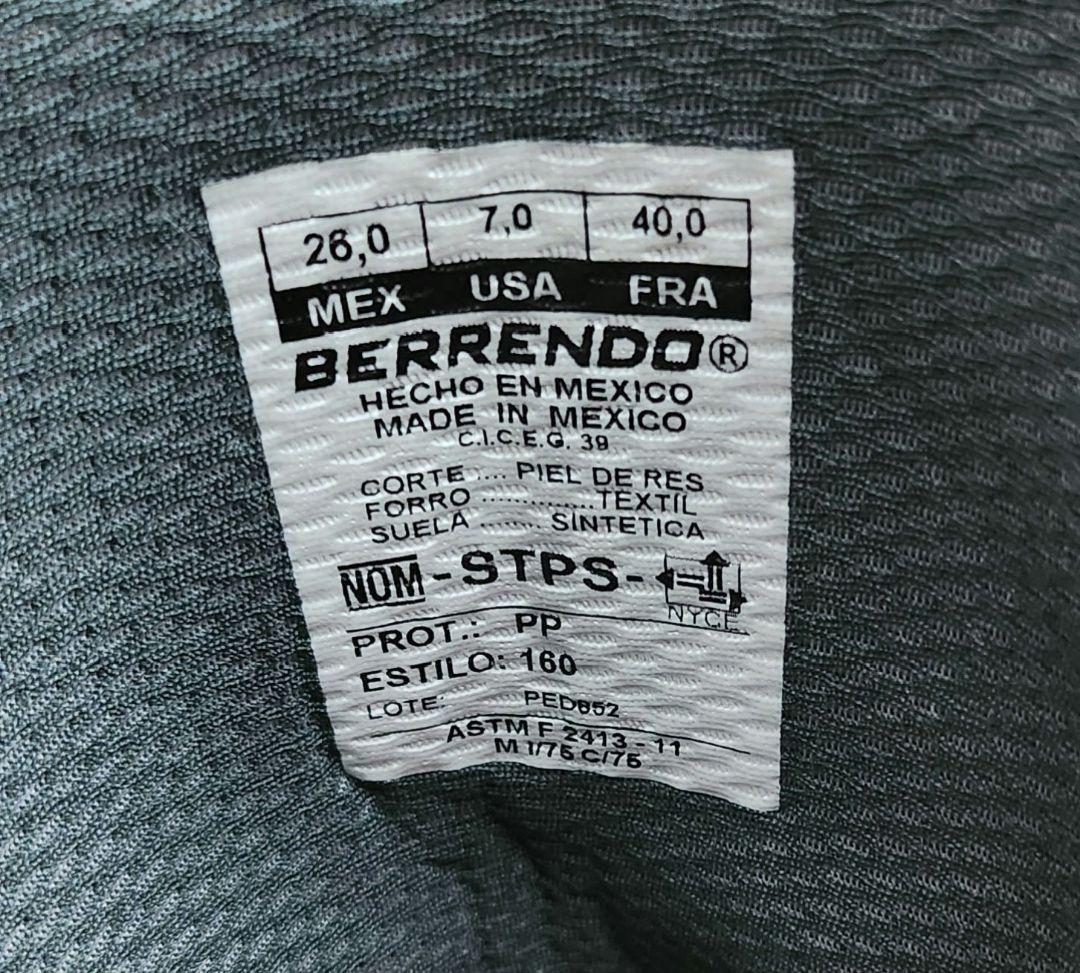 26,0 7,0 40,0
MEX USA FRA
BERRENDO®
HECHO EN MEXICO
MADE IN MEXICO
C.I.C.E.G. 39
CORTE .... PIEL DE RES
FORRO ............. TEXTIL
SUELA ........ SINTETICA
NOM-STPS- NYCE
PROT.: PP
ESTILO: 160
LOTE: PED852
ASTM F 2413 - 11
M I/75 C/75